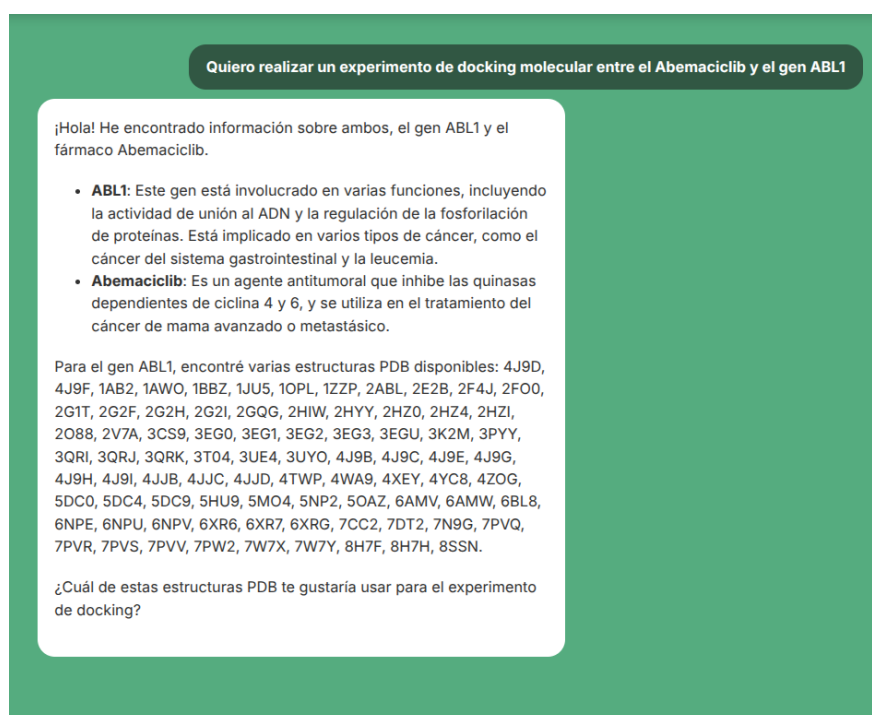 Quiero realizar un experimento de docking molecular entre el Abemaciclib y el gen ABL1
¡Hola! He encontrado información sobre ambos, el gen ABL1 y el
fármaco Abemaciclib.
• ABL1: Este gen está involucrado en varias funciones, incluyendo
la actividad de unión al ADN y la regulación de la fosforilación
de proteínas. Está implicado en varios tipos de cáncer, como el
cáncer del sistema gastrointestinal y la leucemia.
• Abemaciclib: Es un agente antitumoral que inhibe las quinasas
dependientes de ciclina 4 y 6, y se utiliza en el tratamiento del
cáncer de mama avanzado o metastásico.
Para el gen ABL1, encontré varias estructuras PDB disponibles: 4J9D,
4J9F, 1AB2, 1AWO, 1BBZ, 1JU5, 1OPL, 1ZZP, 2ABL, 2E2B, 2F4J, 2FO0,
2G1T, 2G2F, 2G2H, 2G2I, 2GQG, 2HIW, 2HYY, 2HZ0, 2HZ4, 2HZI,
2O88, 2V7A, 3CS9, 3EG0, 3EG1, 3EG2, 3EG3, 3EGU, 3K2M, 3PYY,
3QRI, 3QRJ, 3QRK, 3T04, 3UE4, 3UYO, 4J9B, 4J9C, 4J9E, 4J9G,
4J9H, 4J9I, 4JJB, 4JJC, 4JJD, 4TWP, 4WA9, 4XEY, 4YC8, 4ZOG,
5DC0, 5DC4, 5DC9, 5HU9, 5MO4, 5NP2, 5OAZ, 6AMV, 6AMW, 6BL8,
6NPE, 6NPU, 6NPV, 6XR6, 6XR7, 6XRG, 7CC2, 7DT2, 7N9G, 7PVQ,
7PVR, 7PVS, 7PVV, 7PW2, 7W7X, 7W7Y, 8H7F, 8H7H, 8SSN.
¿Cuál de estas estructuras PDB te gustaría usar para el experimento
de docking?